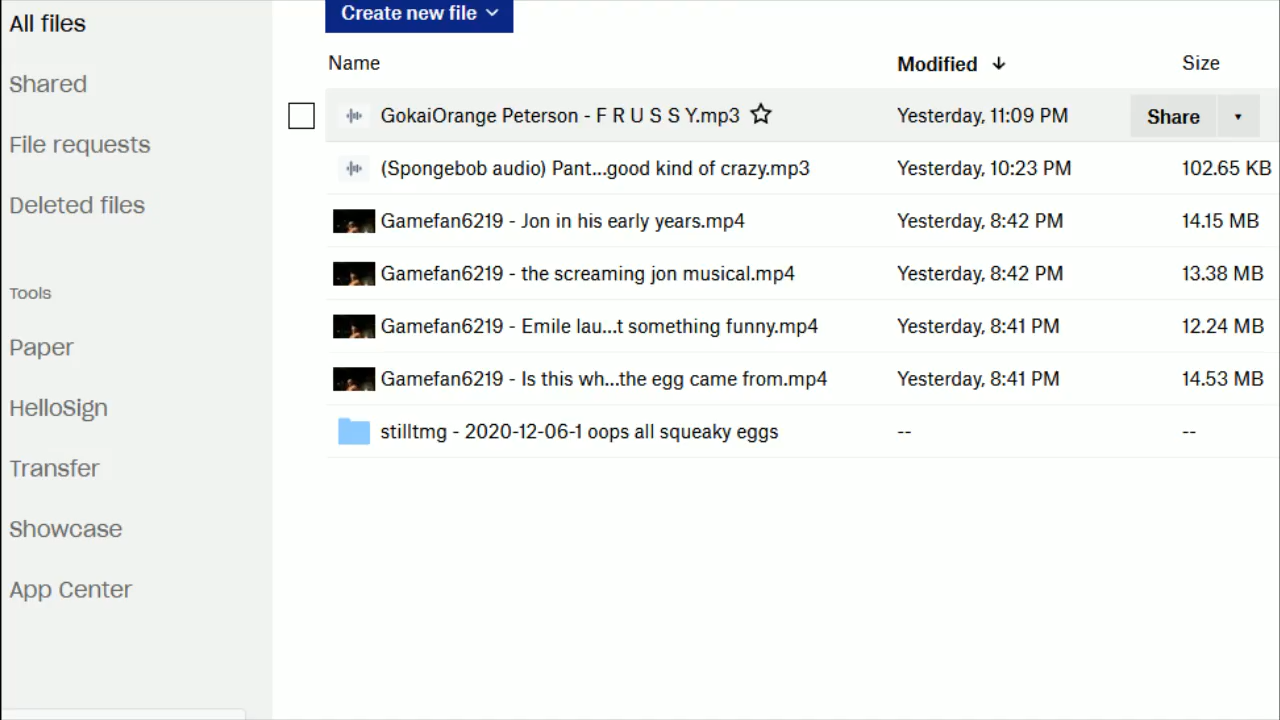 All files
Shared
File requests
Deleted files
Tools
Paper
HelloSign
Transfer
Showcase
App Center
Create new file
Name Modified Size
GokaiOrange Peterson - F R U S S Y.mp3 Yesterday, 11:09 PM Share
(Spongebob audio) Pant...good kind of crazy.mp3 Yesterday, 10:23 PM 102.65 KB
Gamefan6219 - Jon in his early years.mp4 Yesterday, 8:42 PM 14.15 MB
Gamefan6219 - the screaming jon musical.mp4 Yesterday, 8:42 PM 13.38 MB
Gamefan6219 - Emile lau...t something funny.mp4 Yesterday, 8:41 PM 12.24 MB
Gamefan6219 - Is this wh...the egg came from.mp4 Yesterday, 8:41 PM 14.53 MB
stilltmg - 2020-12-06-1 oops all squeaky eggs -- --